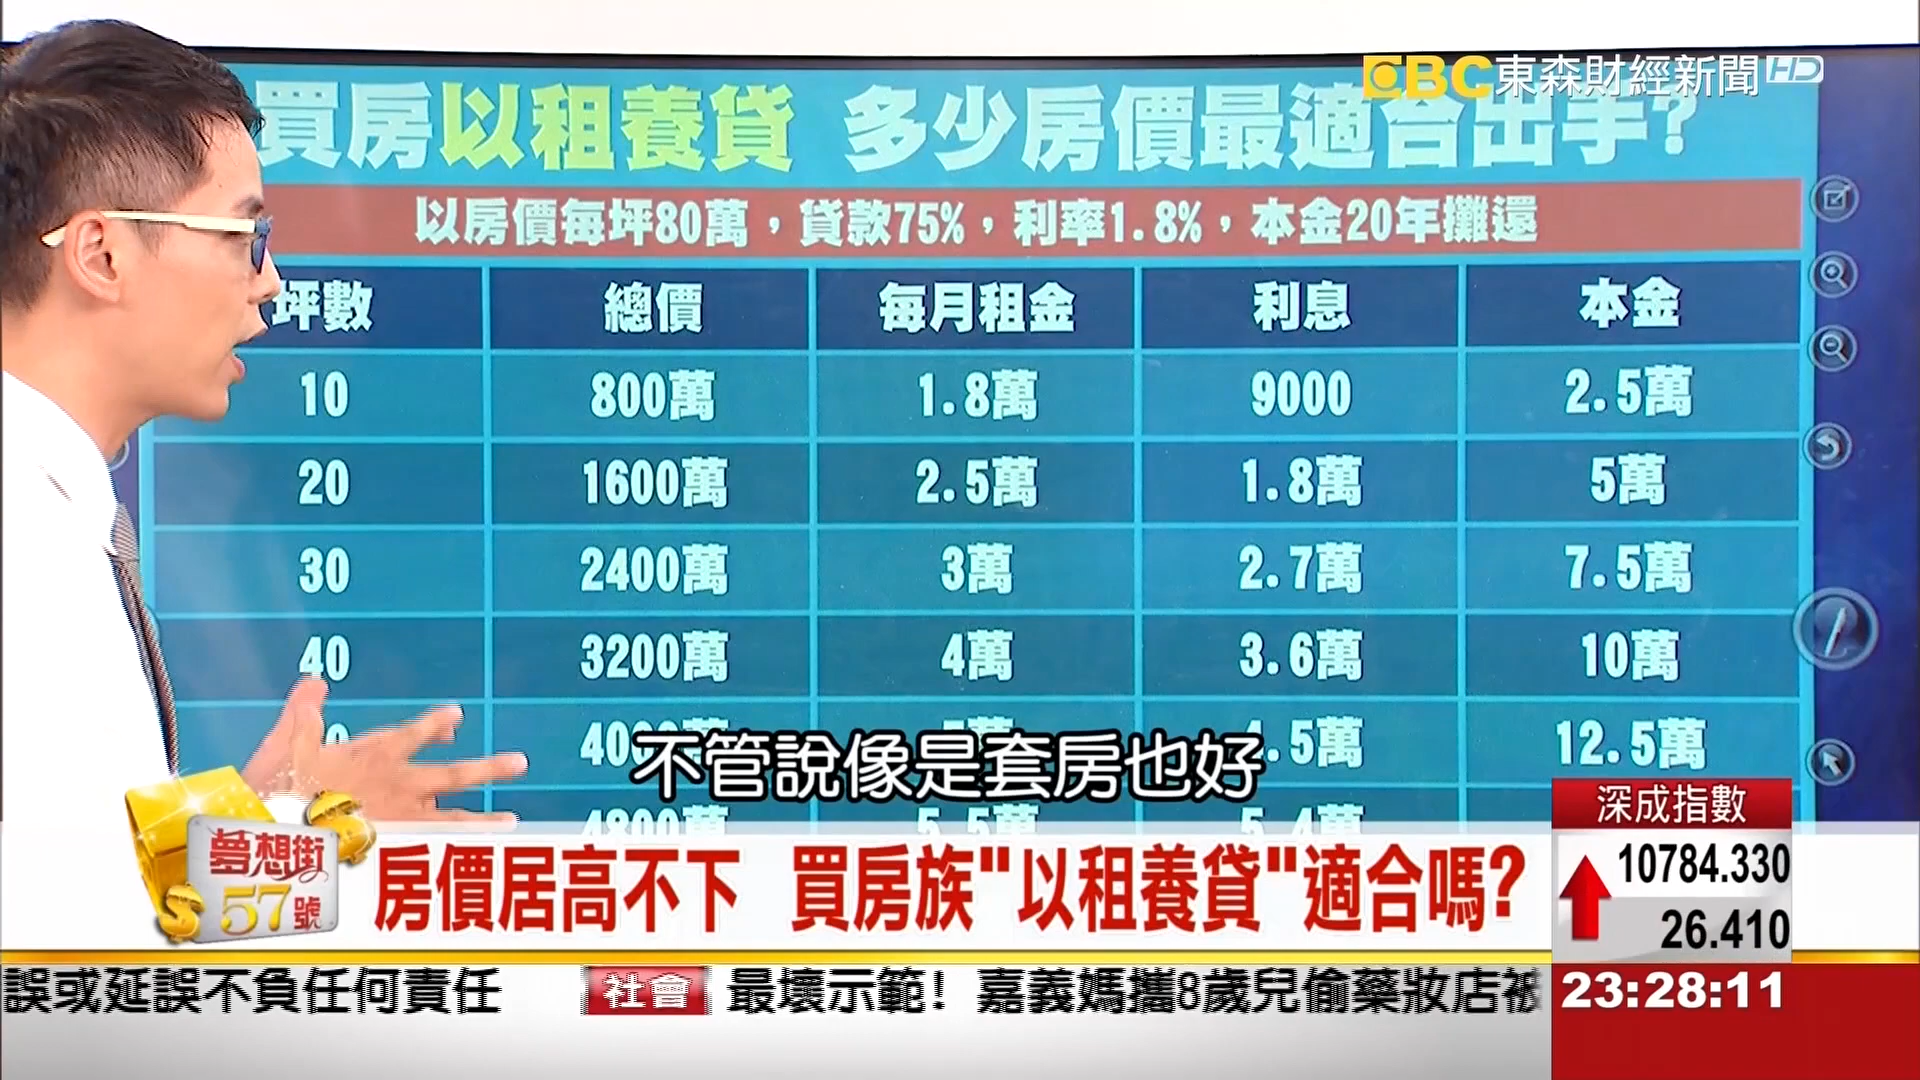 EBC 東森財經新聞 HD
買房以租養貸 多少房價最適合出手?
以房價每坪80萬，貸款75%，利率1.8%，本金20年攤還
坪數 總價 每月租金 利息 本金
10 800萬 1.8萬 9000 2.5萬
20 1600萬 2.5萬 1.8萬 5萬
30 2400萬 3萬 2.7萬 7.5萬
40 3200萬 4萬 3.6萬 10萬
12.5萬
不管說像是套房也好
深成指數
10784.330
26.410
夢想街
57號
房價居高不下 買房族"以租養貸"適合嗎?
誤或延誤不負任何責任 社會 最壞示範! 嘉義媽攜8歲兒偷藥妝店被
23:28:11